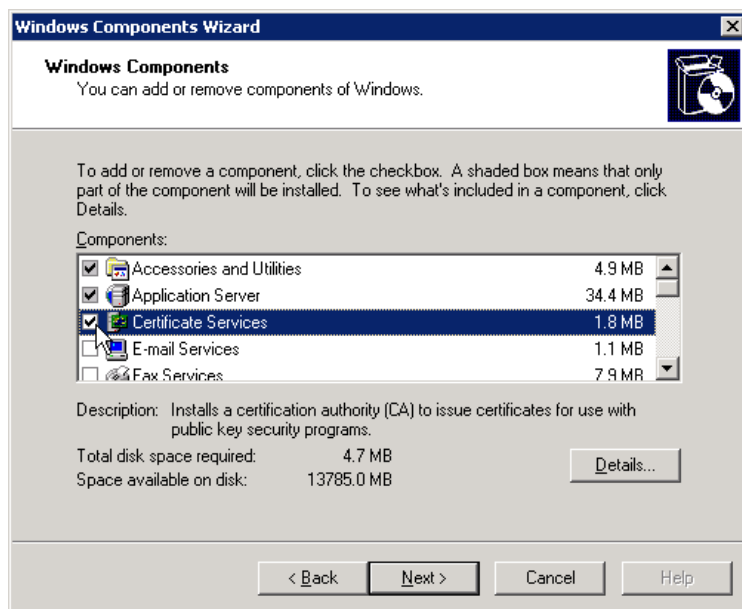 Windows Components Wizard
Windows Components
You can add or remove components of Windows.
To add or remove a component, click the checkbox. A shaded box means that only
part of the component will be installed. To see what's included in a component, click
Details.
Components:
Accessories and Utilities 4.9 MB
Application Server 34.4 MB
Certificate Services 1.8 MB
E-mail Services 1.1 MB
Fax Services 7.9 MB
Description: Installs a certification authority (CA) to issue certificates for use with
public key security programs.
Total disk space required: 4.7 MB
Space available on disk: 13785.0 MB
Details...
< Back Next > Cancel Help